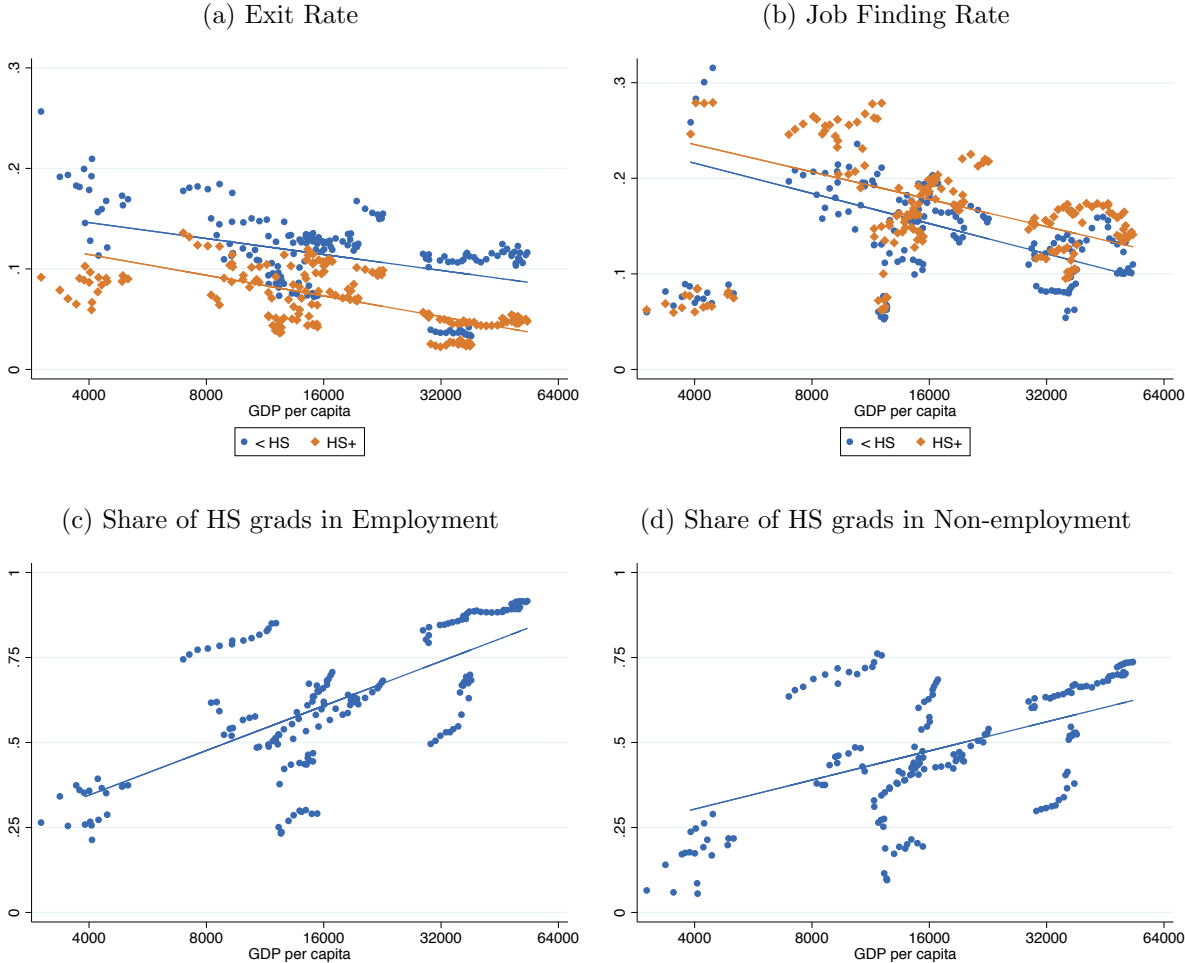 (a) Exit Rate
.3
.2
.1
0
4000 8000 16000 32000 64000
GDP per capita
< HS HS+
(b) Job Finding Rate
.3
.2
.1
0
4000 8000 16000 32000 64000
GDP per capita
< HS HS+
(c) Share of HS grads in Employment
1
.75
.5
.25
0
4000 8000 16000 32000 64000
GDP per capita
(d) Share of HS grads in Non-employment
1
.75
.5
.25
0
4000 8000 16000 32000 64000
GDP per capita